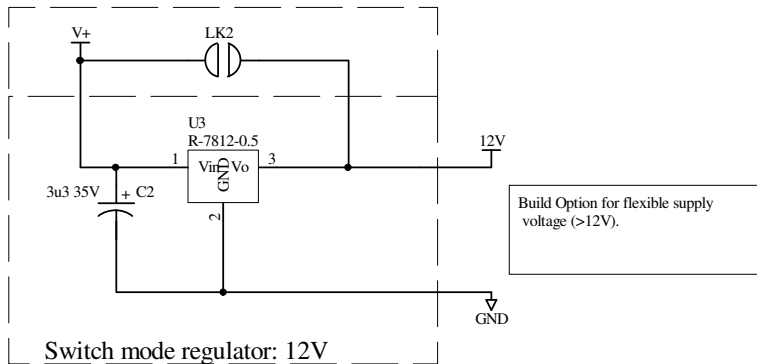 V+
LK2
U3
R-7812-0.5
12V
1
Vin
Vo
3
GND
2
3u3 35V
+
C2
Build Option for flexible supply
voltage (>12V).
GND
Switch mode regulator: 12V